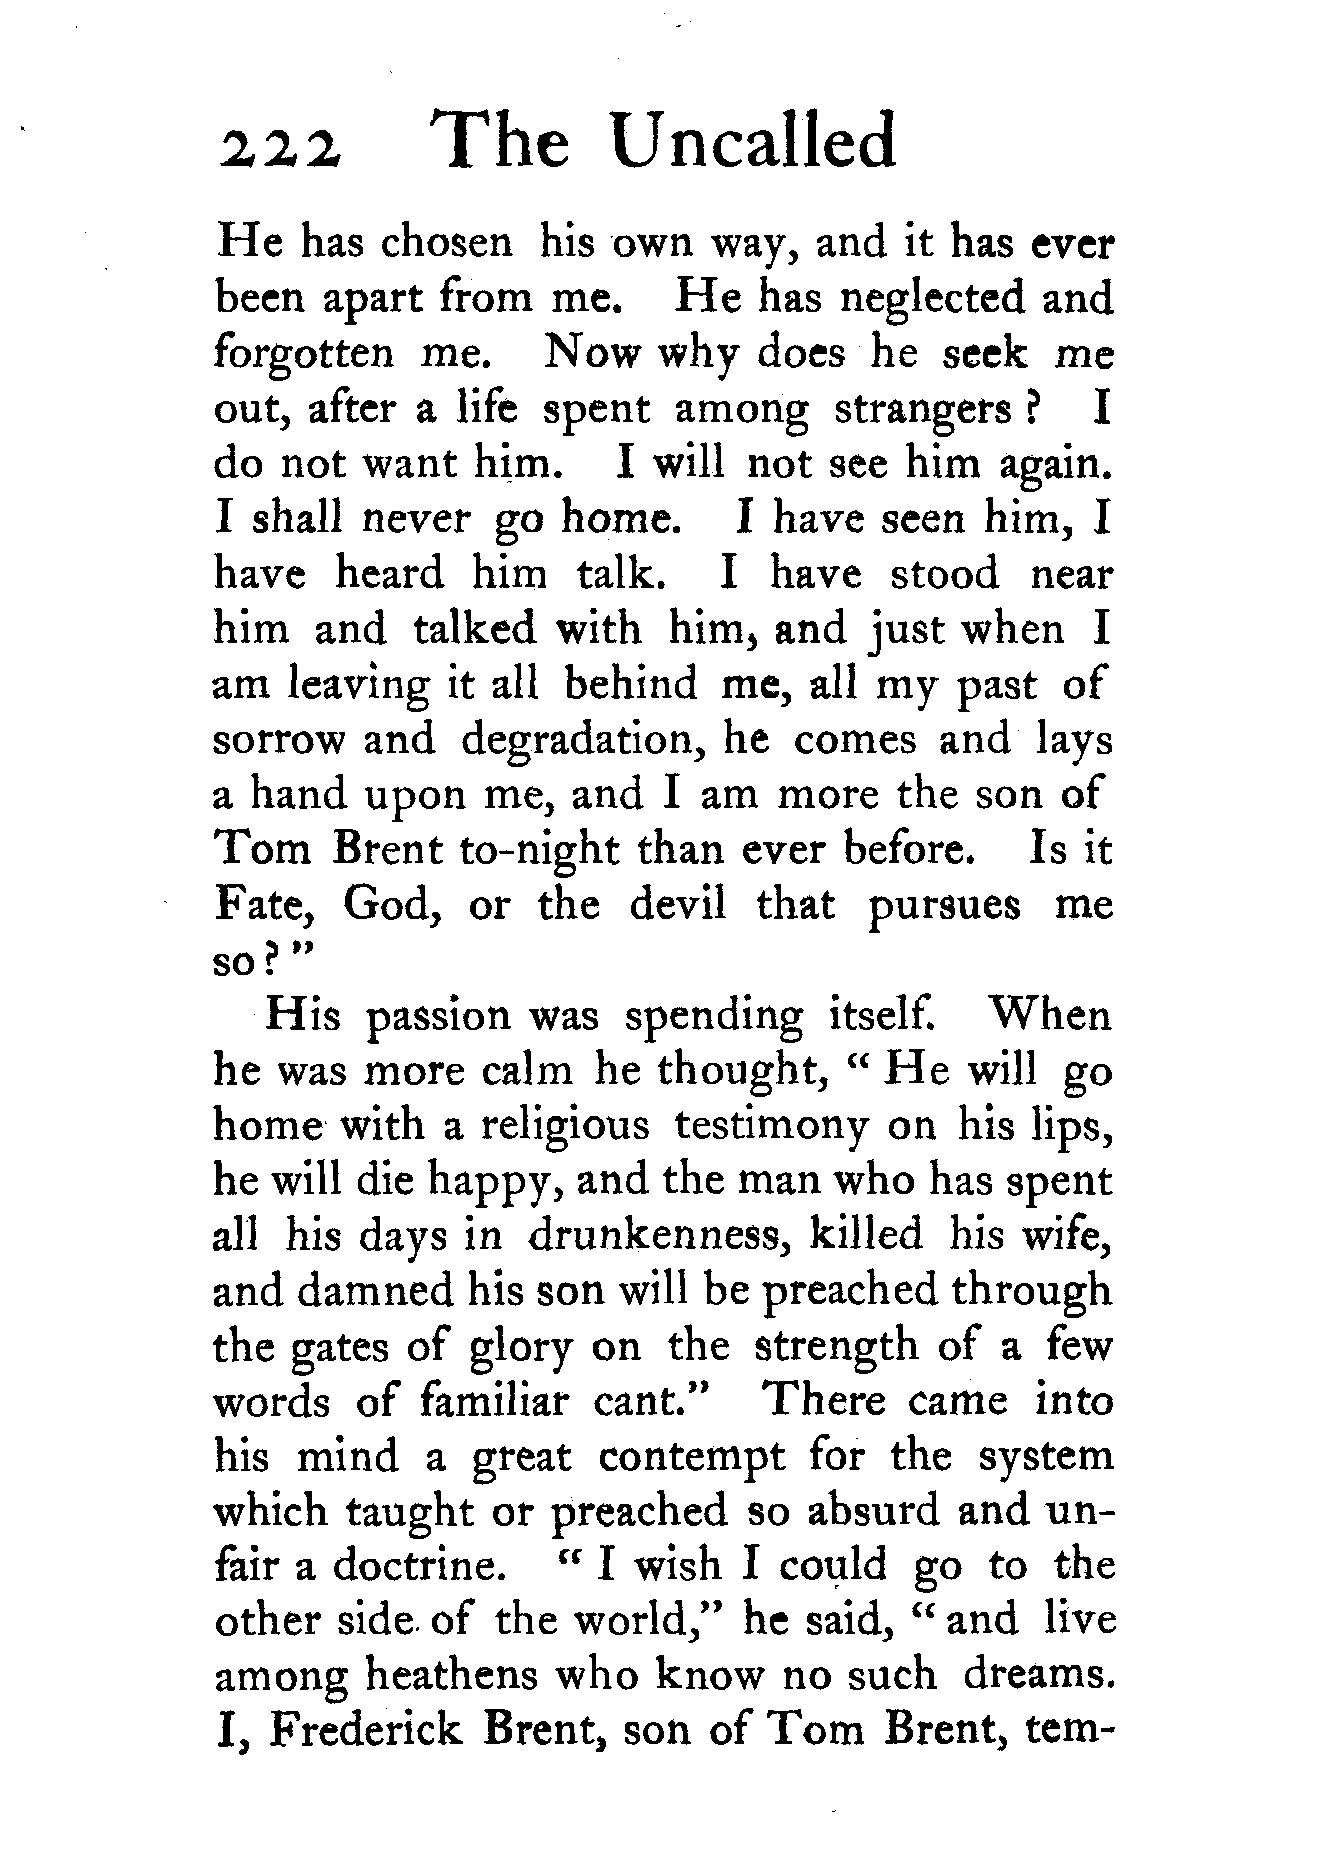 222 The Uncalled
He has chosen his own way, and it has ever
been apart from me. He has neglected and
forgotten me. Now why does he seek me
out, after a life spent among strangers? I
do not want him. I will not see him again.
I shall never go home. I have seen him, I
have heard him talk. I have stood near
him and talked with him, and just when I
am leaving it all behind me, all my past of
sorrow and degradation, he comes and lays
a hand upon me, and I am more the son of
Tom Brent to-night than ever before. Is it
Fate, God, or the devil that pursues me
so?"
His passion was spending itself. When
he was more calm he thought, "He will go
home with a religious testimony on his lips,
he will die happy, and the man who has spent
all his days in drunkenness, killed his wife,
and damned his son will be preached through
the gates of glory on the strength of a few
words of familiar cant." There came into
his mind a great contempt for the system
which taught or preached so absurd and un-
fair a doctrine. "I wish I could go to the
other side of the world," he said, "and live
among heathens who know no such dreams.
I, Frederick Brent, son of Tom Brent, tem-